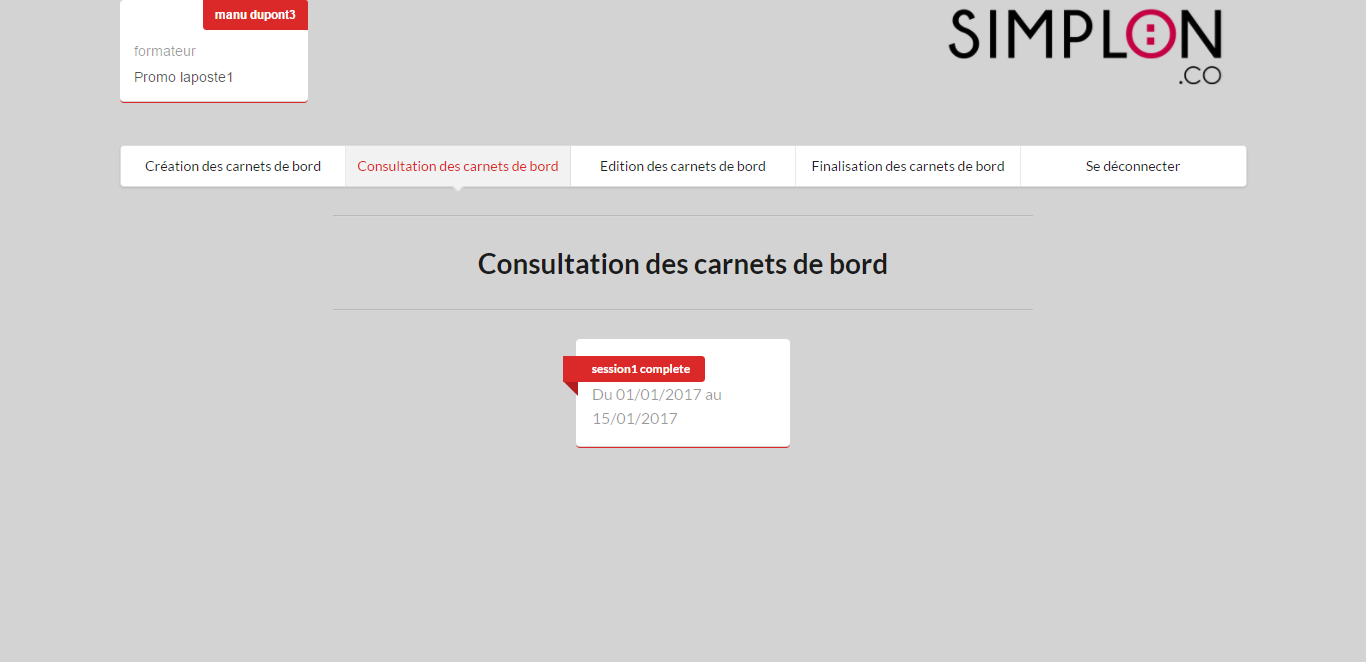 manu dupont3
formateur
Promo laposte1
SIMPLON
.CO
Création des carnets de bord
Consultation des carnets de bord
Edition des carnets de bord
Finalisation des carnets de bord
Se déconnecter
Consultation des carnets de bord
session1 complete
Du 01/01/2017 au
15/01/2017